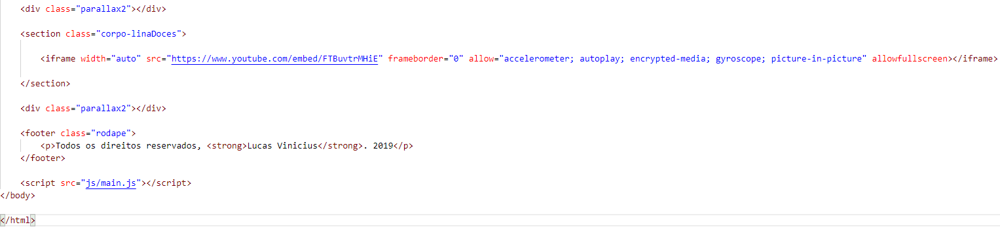 <div class="parallax2"></div>
<section class="corpo-linaDoces">
<iframe width="auto" src="https://www.youtube.com/embed/FTBuvtrMHiE" frameborder="0" allow="accelerometer; autoplay; encrypted-media; gyroscope; picture-in-picture" allowfullscreen></iframe>
</section>
<div class="parallax2"></div>
<footer class="rodape">
<p>Todos os direitos reservados, <strong>Lucas Vinicius</strong>. 2019</p>
</footer>
<script src="js/main.js"></script>
</body>
</html>